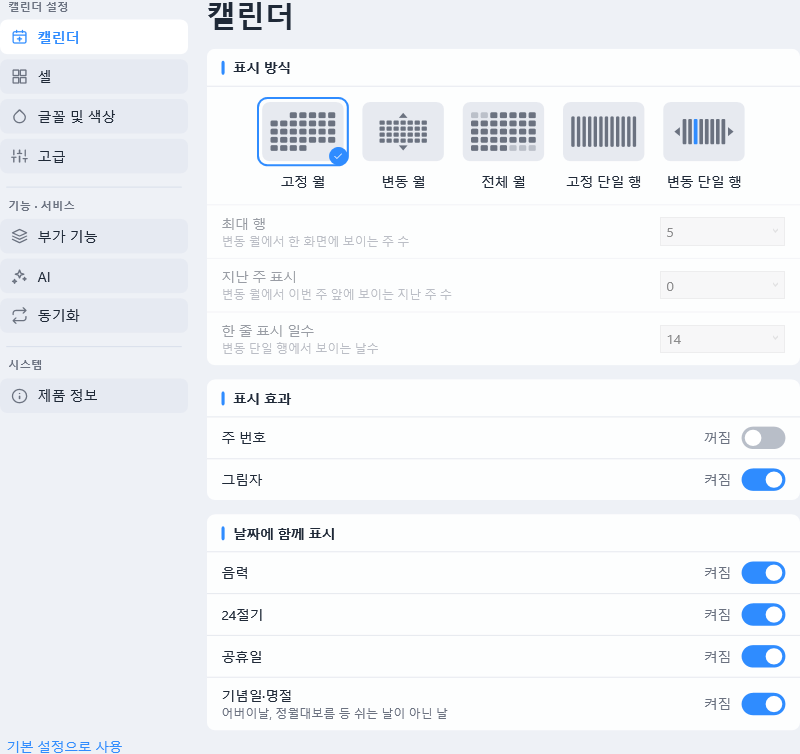 캘린더 설정
캘린더
셀
글꼴 및 색상
고급
기능 · 서비스
부가 기능
AI
동기화
시스템
제품 정보
기본 설정으로 사용
캘린더
표시 방식
고정 월
변동 월
전체 월
고정 단일 행
변동 단일 행
최대 행
변동 월에서 한 화면에 보이는 주 수
5
지난 주 표시
변동 월에서 이번 주 앞에 보이는 지난 주 수
0
한 줄 표시 일수
변동 단일 행에서 보이는 날수
14
표시 효과
주 번호
꺼짐
그림자
켜짐
날짜에 함께 표시
음력
켜짐
24절기
켜짐
공휴일
켜짐
기념일·명절
어버이날, 정월대보름 등 쉬는 날이 아닌 날
켜짐